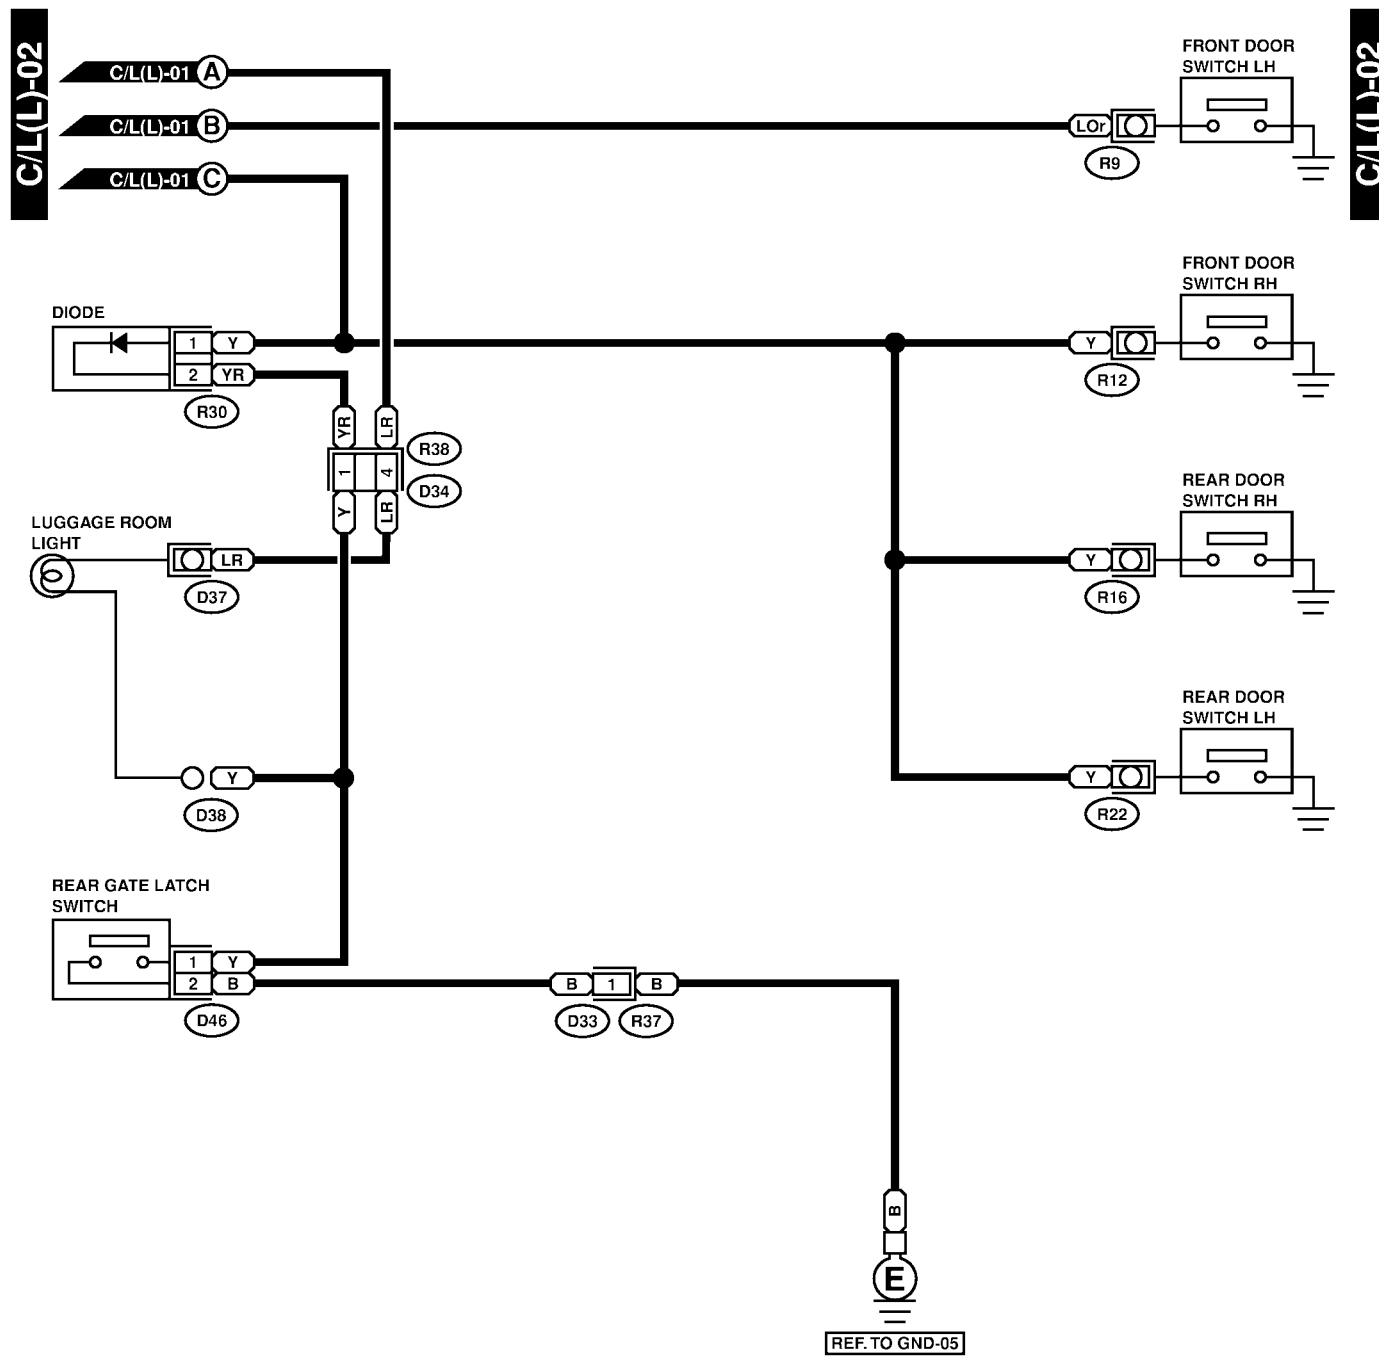 C/L(L)-02
C/L(L)-02
C/L(L)-01 A
C/L(L)-01 B
C/L(L)-01 C
FRONT DOOR
SWITCH LH
LOr
R9
FRONT DOOR
SWITCH RH
Y
R12
DIODE
1 Y
2 YR
R30
YR LR
R38
1 4
D34
Y LR
REAR DOOR
SWITCH RH
Y
R16
LUGGAGE ROOM
LIGHT
LR
D37
REAR DOOR
SWITCH LH
Y
R22
Y
D38
REAR GATE LATCH
SWITCH
1 Y
2 B
D46
B 1 B
D33 R37
B
E
REF. TO GND-05